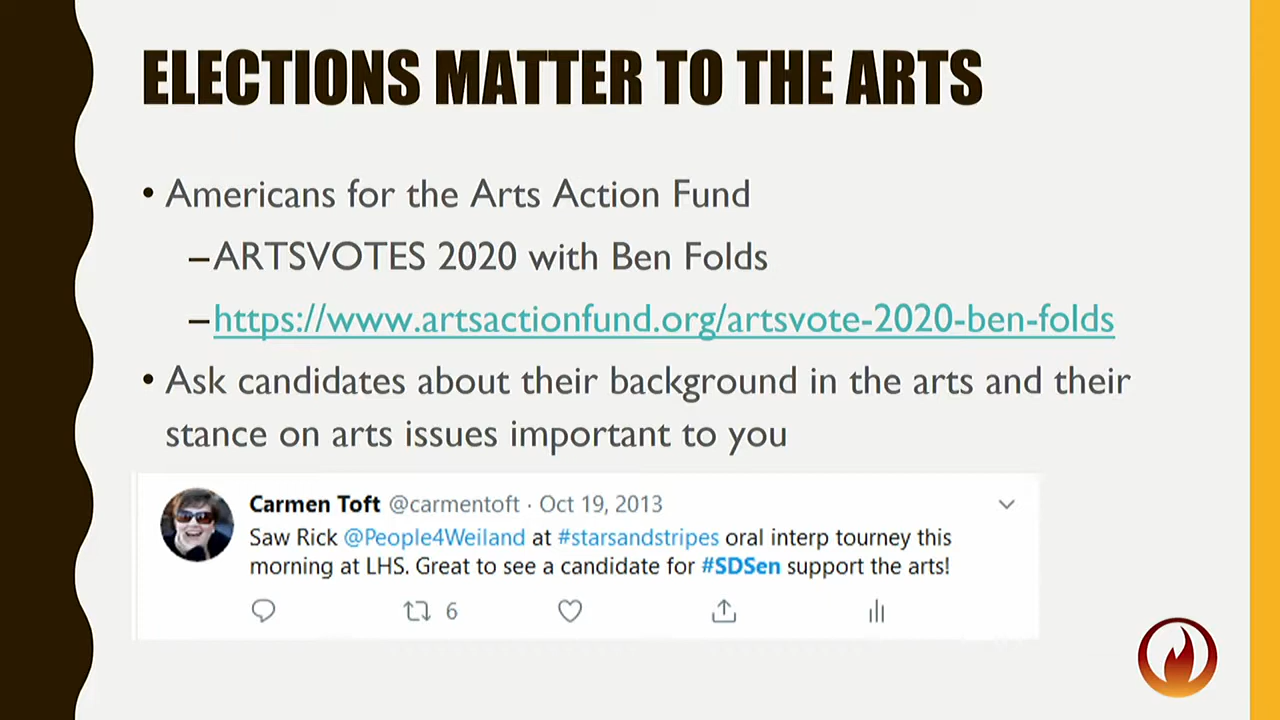 ELECTIONS MATTER TO THE ARTS
• Americans for the Arts Action Fund
–ARTSVOTES 2020 with Ben Folds
–https://www.artsactionfund.org/artsvote-2020-ben-folds
• Ask candidates about their background in the arts and their
stance on arts issues important to you
Carmen Toft @carmentoft · Oct 19, 2013
Saw Rick @People4Weiland at #starsandstripes oral interp tourney this
morning at LHS. Great to see a candidate for #SDSen support the arts!
6